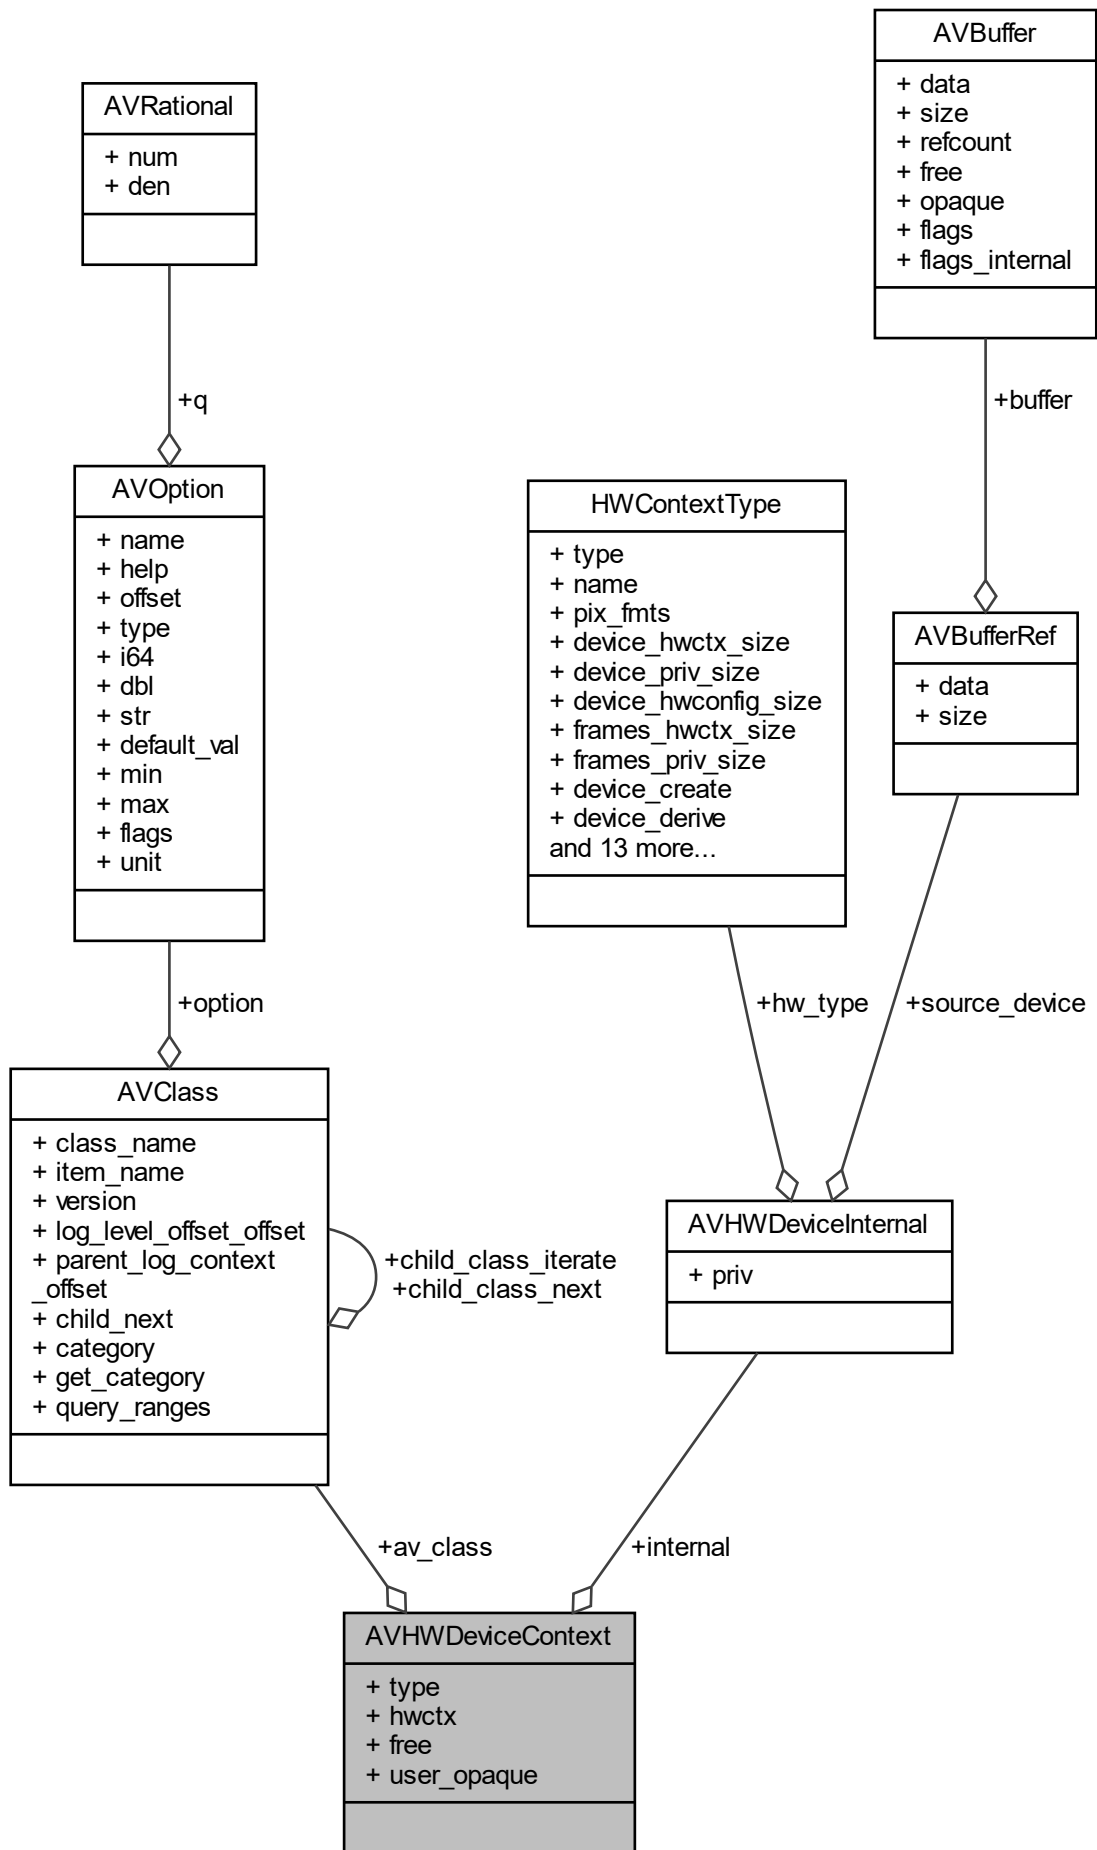 AVBuffer
+ data
+ size
+ refcount
+ free
+ opaque
+ flags
+ flags_internal
AVRational
+ num
+ den
+q
+buffer
AVOption
+ name
+ help
+ offset
+ type
+ i64
+ dbl
+ str
+ default_val
+ min
+ max
+ flags
+ unit
HWContextType
+ type
+ name
+ pix_fmts
+ device_hwctx_size
+ device_priv_size
+ device_hwconfig_size
+ frames_hwctx_size
+ frames_priv_size
+ device_create
+ device_derive
and 13 more...
AVBufferRef
+ data
+ size
+option
+hw_type
+source_device
AVClass
+ class_name
+ item_name
+ version
+ log_level_offset_offset
+ parent_log_context
_offset
+ child_next
+ category
+ get_category
+ query_ranges
+child_class_iterate
+child_class_next
AVHWDeviceInternal
+ priv
+av_class
+internal
AVHWDeviceContext
+ type
+ hwctx
+ free
+ user_opaque